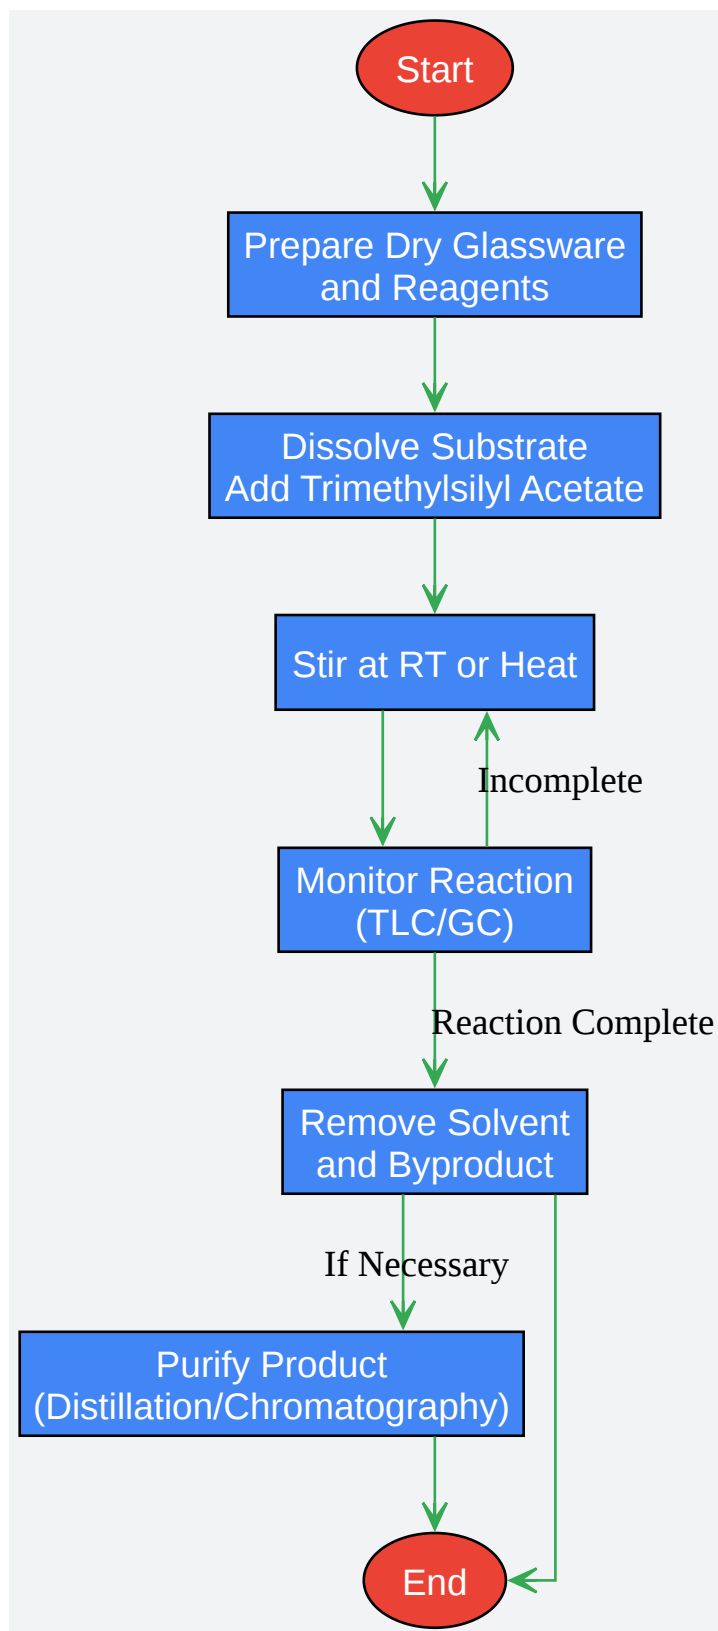 Start
Prepare Dry Glassware
and Reagents
Dissolve Substrate
Add Trimethylsilyl Acetate
Stir at RT or Heat
Incomplete
Monitor Reaction
(TLC/GC)
Reaction Complete
Remove Solvent
and Byproduct
If Necessary
Purify Product
(Distillation/Chromatography)
End